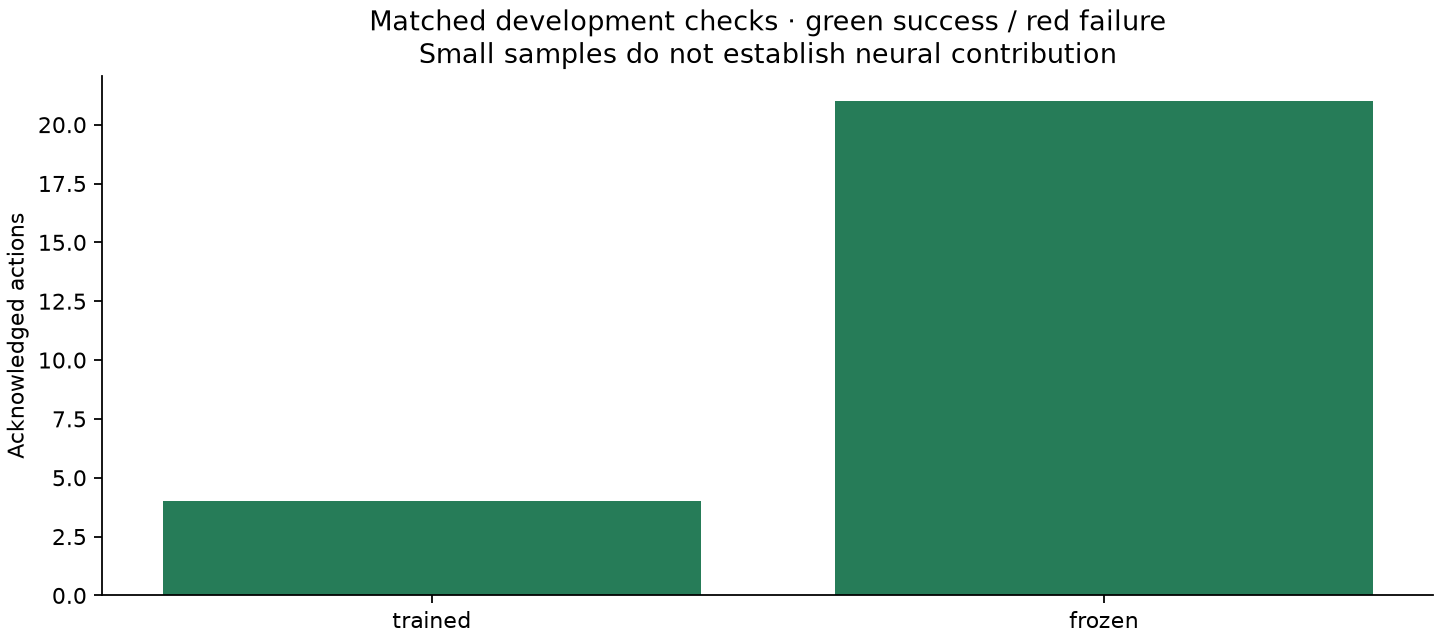 Matched development checks · green success / red failure
Small samples do not establish neural contribution
Acknowledged actions
20.0
17.5
15.0
12.5
10.0
7.5
5.0
2.5
0.0
trained
frozen